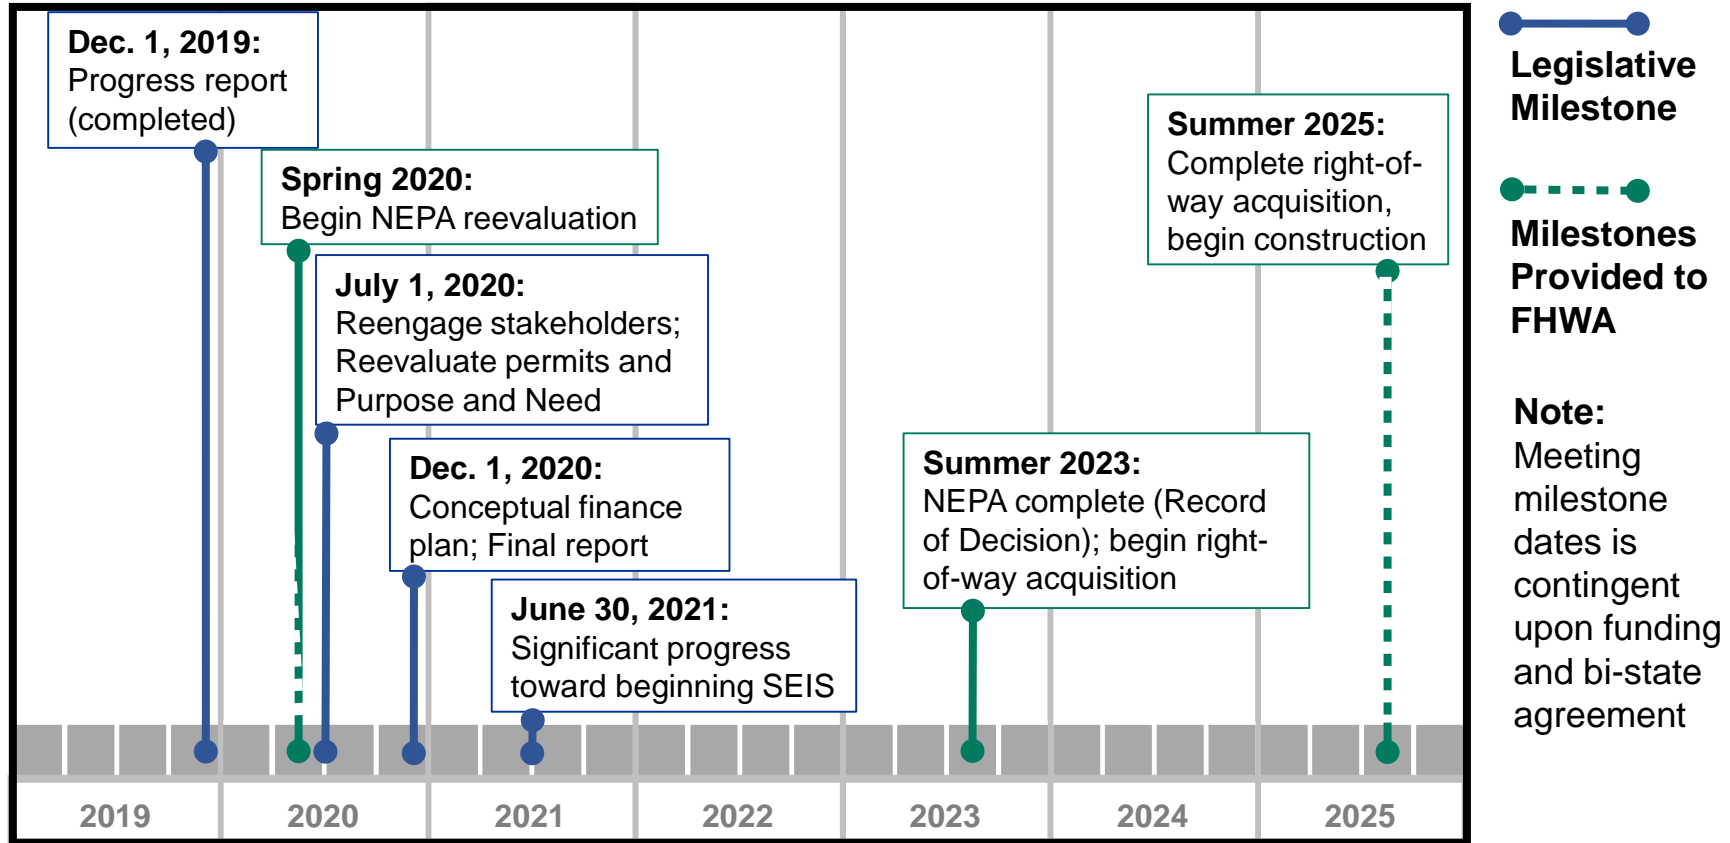 Dec. 1, 2019:
Progress report
(completed)
Spring 2020:
Begin NEPA reevaluation
July 1, 2020:
Reengage stakeholders;
Reevaluate permits and
Purpose and Need
Dec. 1, 2020:
Conceptual finance
plan; Final report
June 30, 2021:
Significant progress
toward beginning SEIS
Summer 2023:
NEPA complete (Record
of Decision); begin right-
of-way acquisition
Summer 2025:
Complete right-of-
way acquisition,
begin construction
2019
2020
2021
2022
2023
2024
2025
Legislative
Milestone
Milestones
Provided to
FHWA
Note:
Meeting
milestone
dates is
contingent
upon funding
and bi-state
agreement